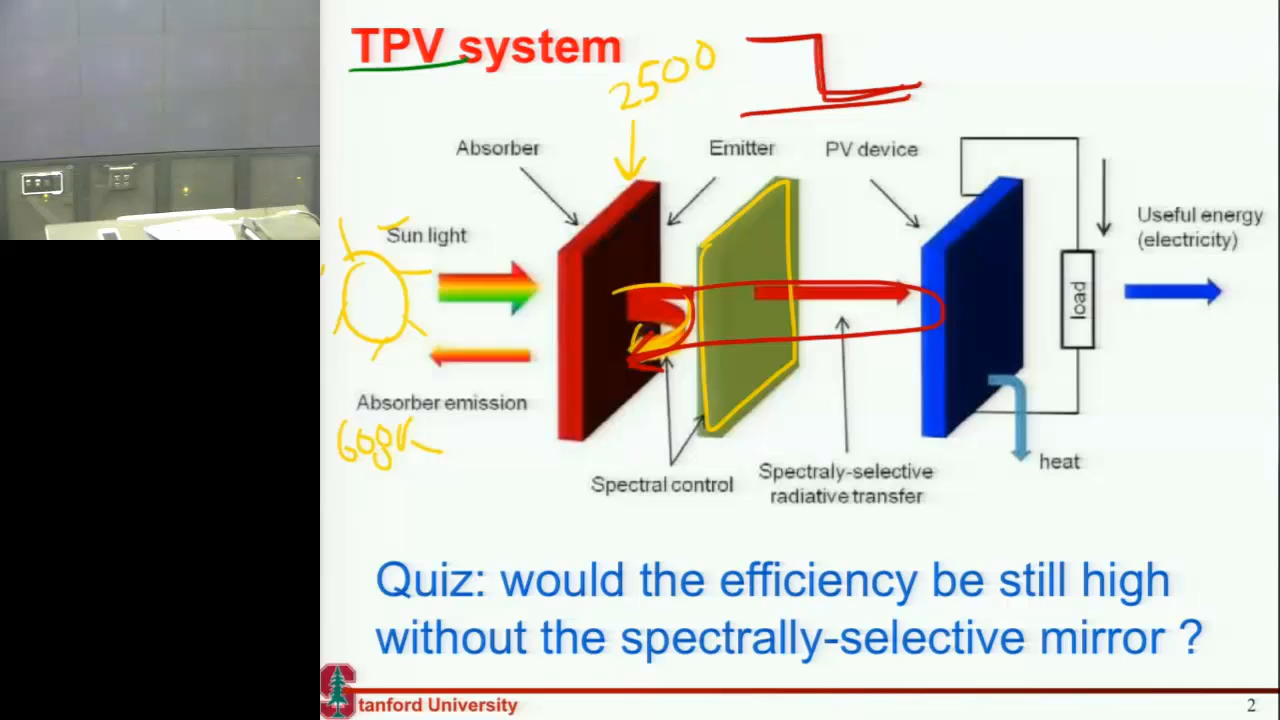 TPV system
2500
Absorber
Emitter
PV device
Sun light
Useful energy
(electricity)
load
Absorber emission
Spectral control
Spectraly-selective
radiative transfer
heat
Quiz: would the efficiency be still high
without the spectrally-selective mirror ?
Stanford University
2